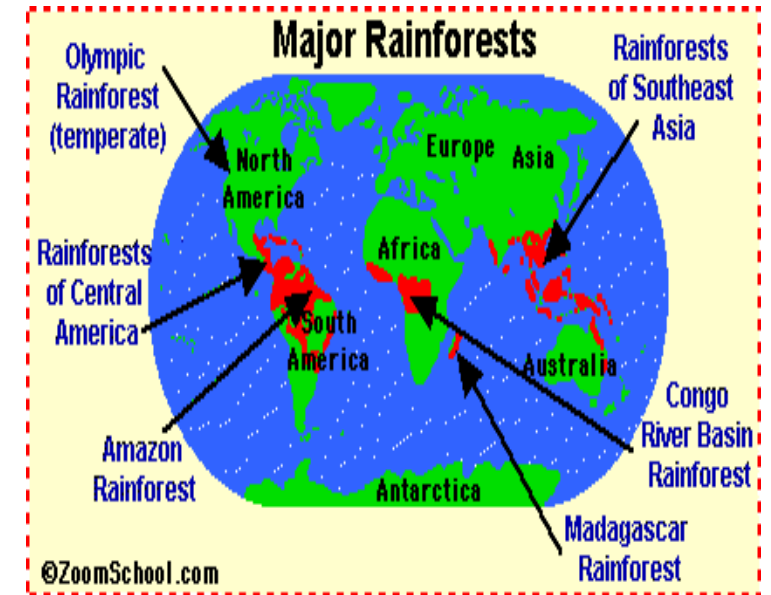 Major Rainforests
Olympic
Rainforest
(temperate)
Rainforests
of Southeast
Asia
North
America
Europe
Asia
Africa
Rainforests
of Central
America
South
America
Australia
Amazon
Rainforest
Congo
River Basin
Rainforest
Antarctica
Madagascar
Rainforest
©ZoomSchool.com